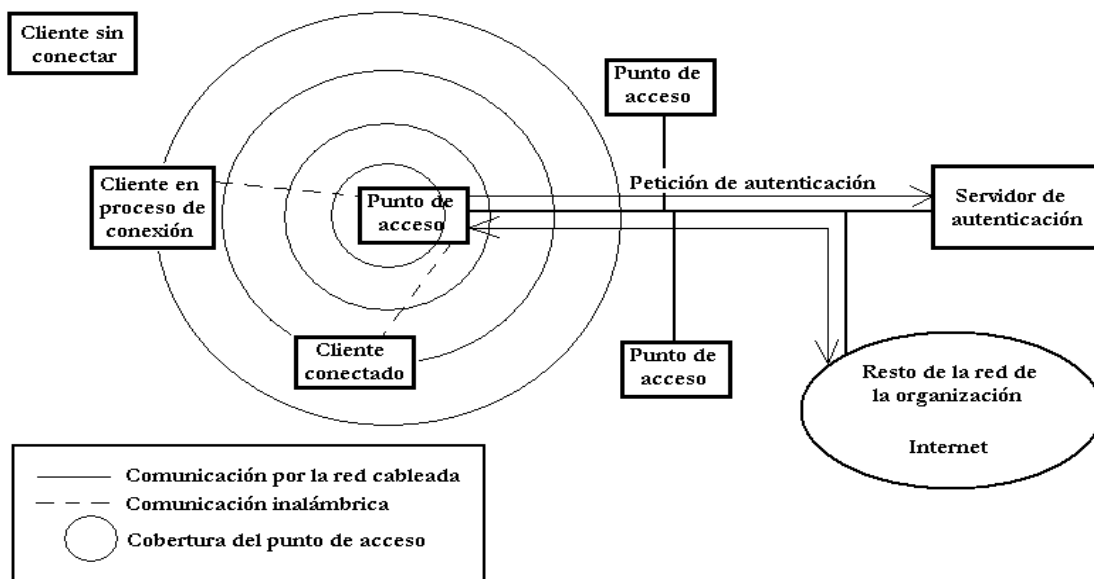 Cliente sin
conectar
Punto de
acceso
Cliente en
proceso de
conexión
Punto de
acceso
Petición de autenticación
Servidor de
autenticación
Cliente
conectado
Punto de
acceso
Resto de la red de
la organización
Internet
Comunicación por la red cableada
Comunicación inalámbrica
Cobertura del punto de acceso